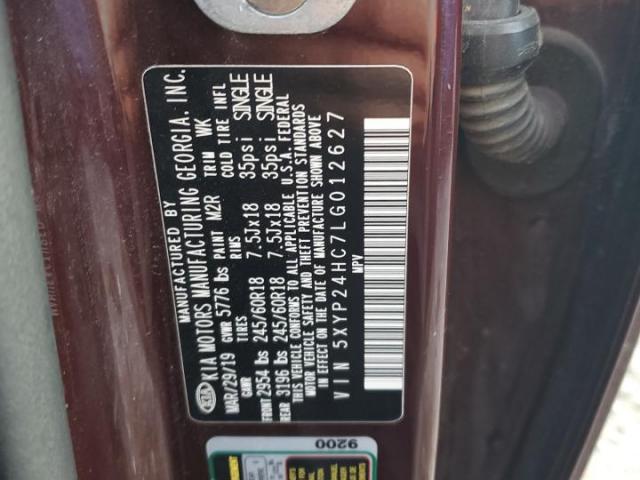 MANUFACTURED BY
KIA KIA MOTORS MANUFACTURING GEORGIA. INC.
MAR/29/19 GVWR 5776 lbs PAINT M2R TRIM WK
GAWR TIRES RIMS COLD TIRE INFL
FRONT 2954 lbs 245/60R18 7.5Jx18 35psi SINGLE
REAR 3196 lbs 245/60R18 7.5Jx18 35psi SINGLE
THIS VEHICLE CONFORMS TO ALL APPLICABLE U.S.A. FEDERAL
MOTOR VEHICLE SAFETY AND THEFT PREVENTION STANDARDS
IN EFFECT ON THE DATE OF MANUFACTURE SHOWN ABOVE
VIN 5XYP24HC7LG012627
MPV
9200